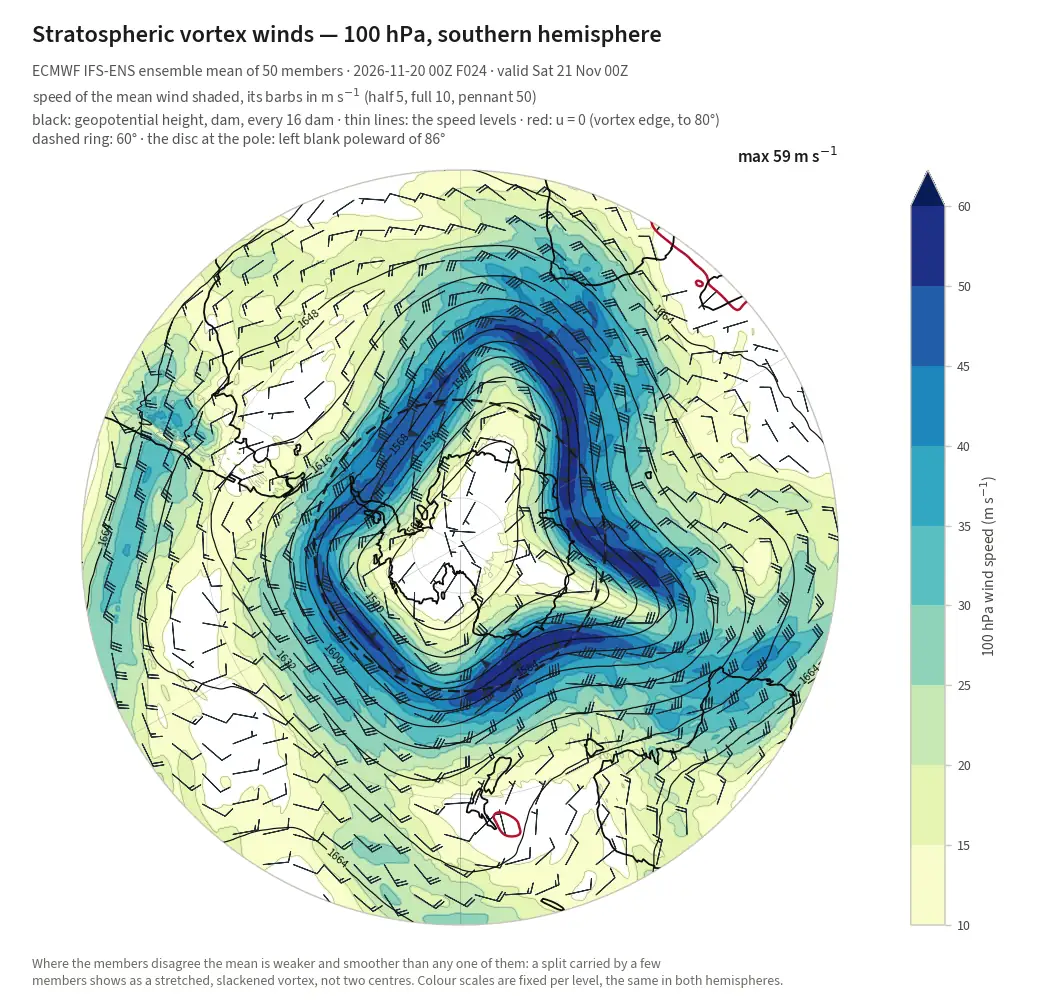 Stratospheric vortex winds — 100 hPa, southern hemisphere
ECMWF IFS-ENS ensemble mean of 50 members · 2026-11-20 00Z F024 · valid Sat 21 Nov 00Z
speed of the mean wind shaded, its barbs in m s⁻¹ (half 5, full 10, pennant 50)
black: geopotential height, dam, every 16 dam · thin lines: the speed levels · red: u = 0 (vortex edge, to 80°)
dashed ring: 60° · the disc at the pole: left blank poleward of 86°
max 59 m s⁻¹
60
50
45
40
35
30
25
20
15
10
100 hPa wind speed (m s⁻¹)
1648
1664
1568
1616
1632
1600
1664
1664
Where the members disagree the mean is weaker and smoother than any one of them: a split carried by a few
members shows as a stretched, slackened vortex, not two centres. Colour scales are fixed per level, the same in both hemispheres.